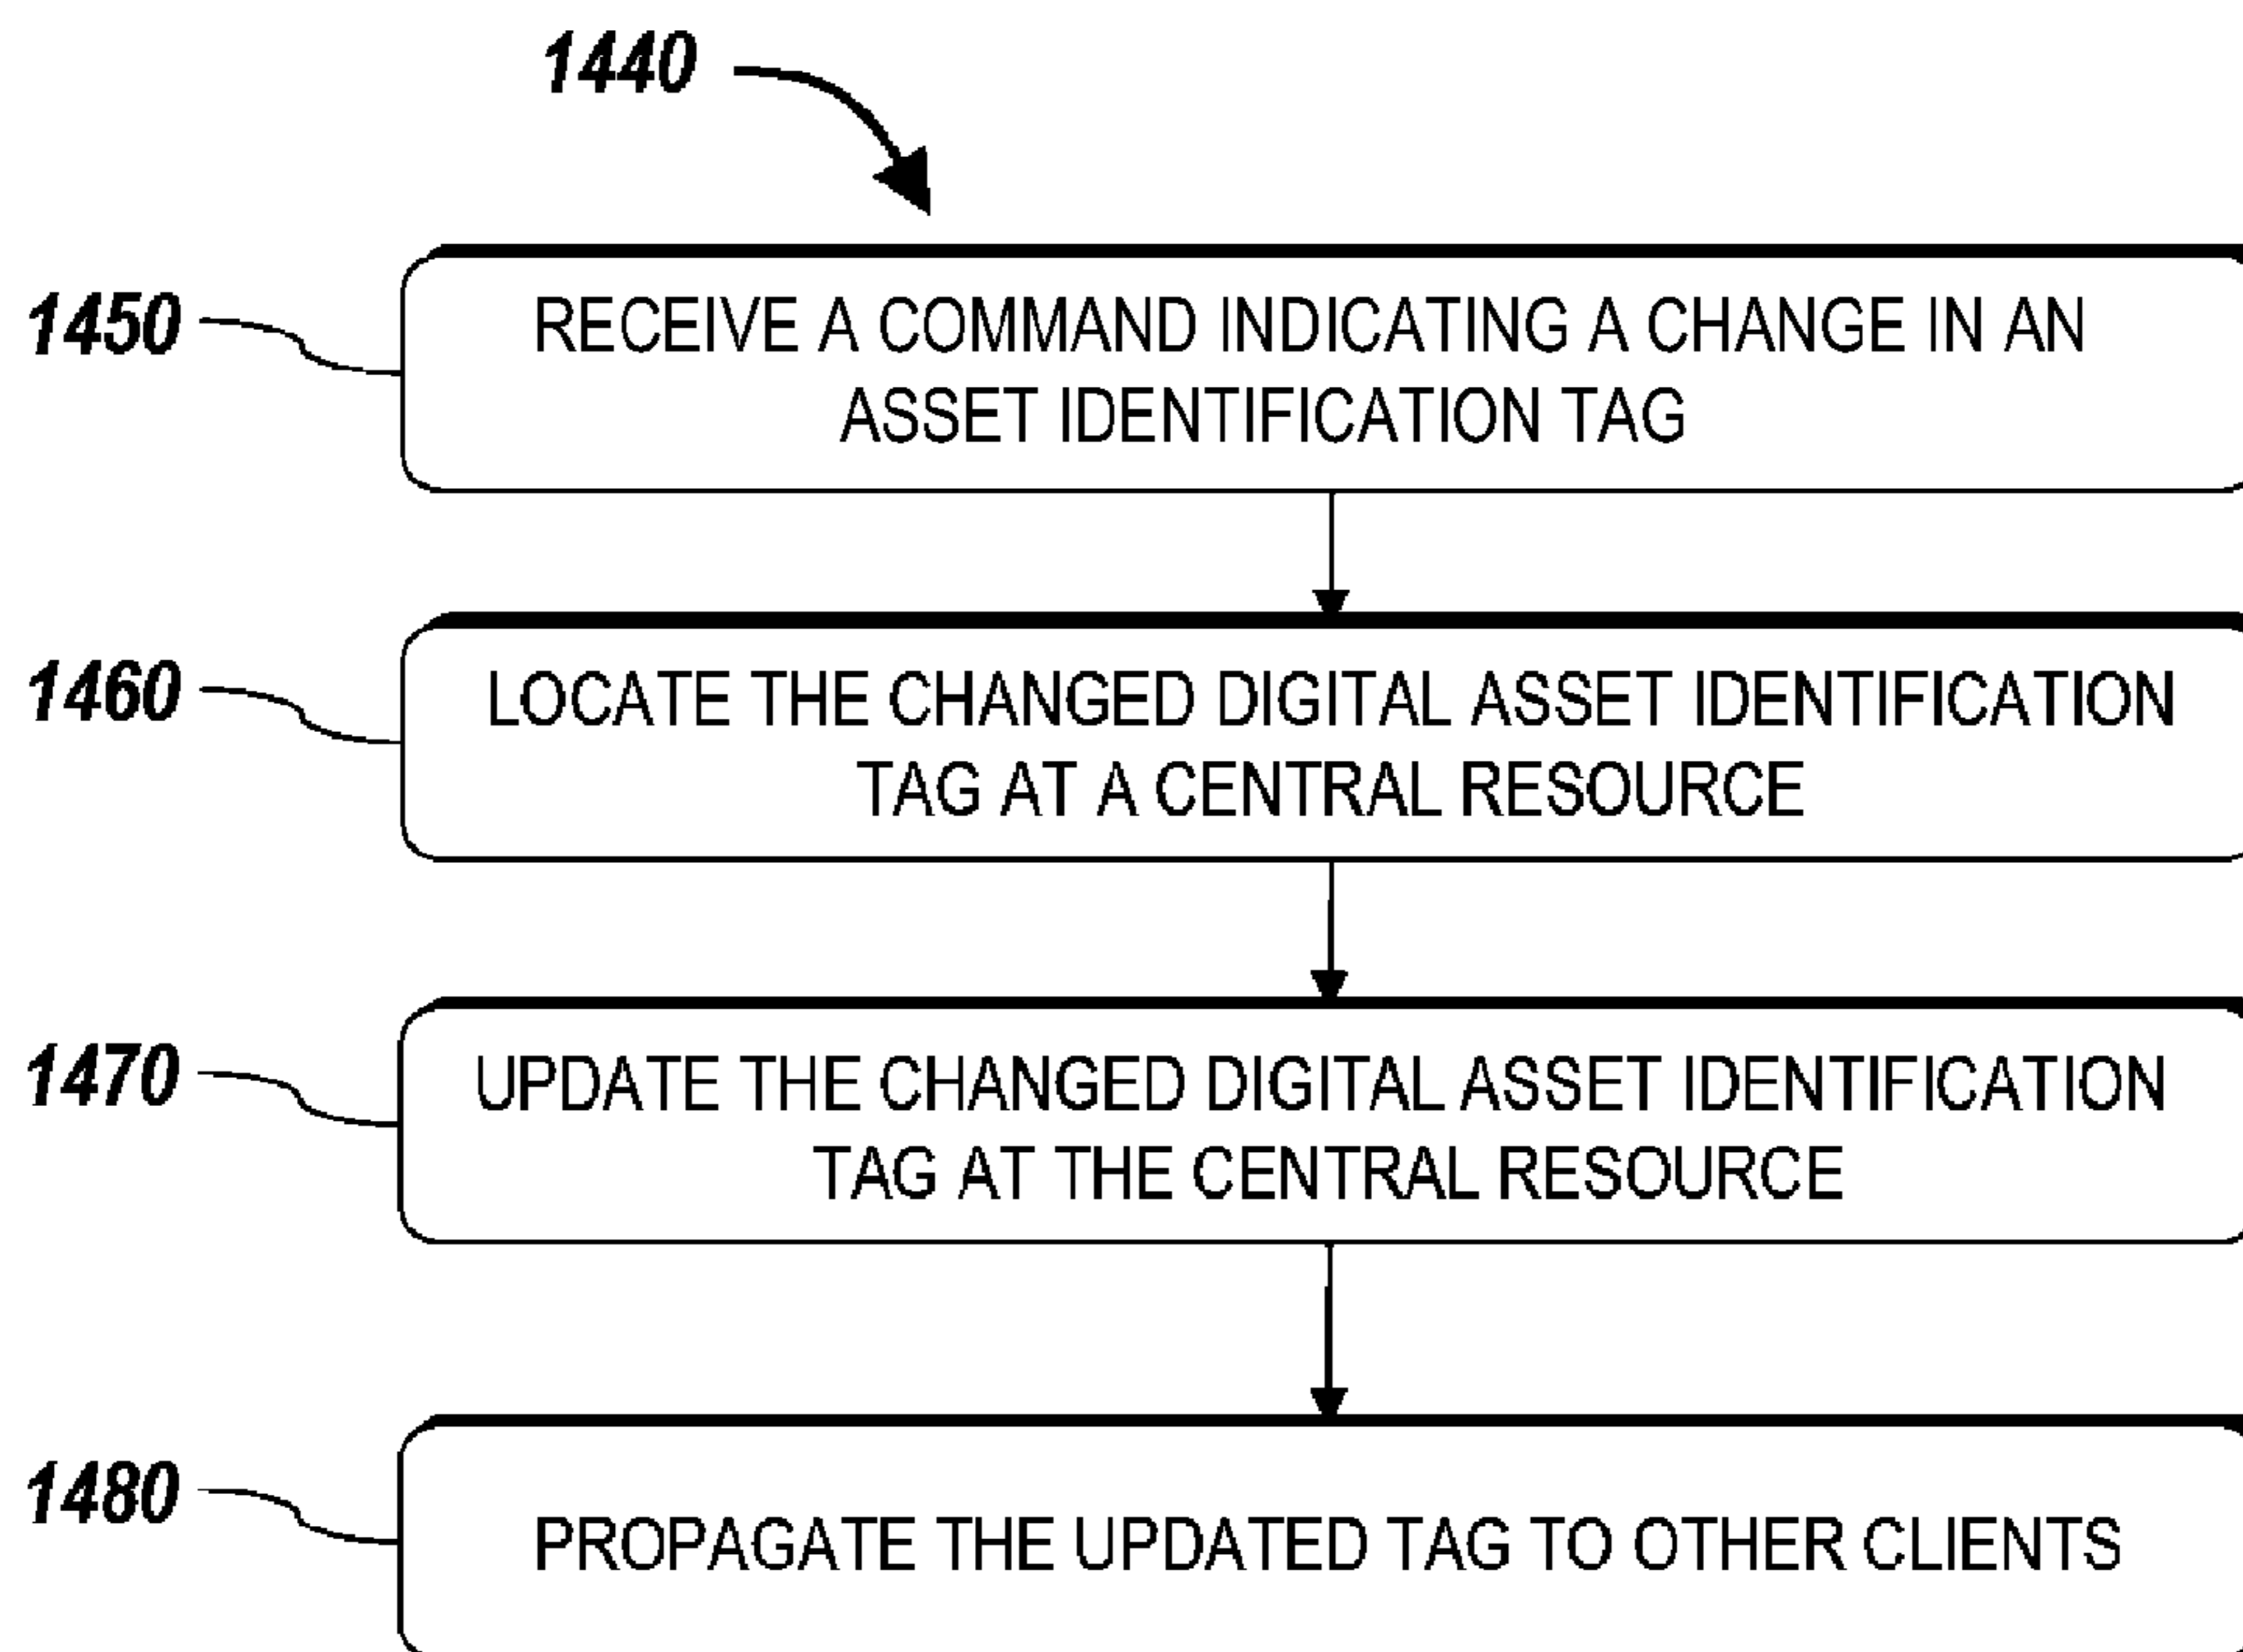 1440
1450
RECEIVE A COMMAND INDICATING A CHANGE IN AN
ASSET IDENTIFICATION TAG
1460
LOCATE THE CHANGED DIGITAL ASSET IDENTIFICATION
TAG AT A CENTRAL RESOURCE
1470
UPDATE THE CHANGED DIGITAL ASSET IDENTIFICATION
TAG AT THE CENTRAL RESOURCE
1480
PROPAGATE THE UPDATED TAG TO OTHER CLIENTS